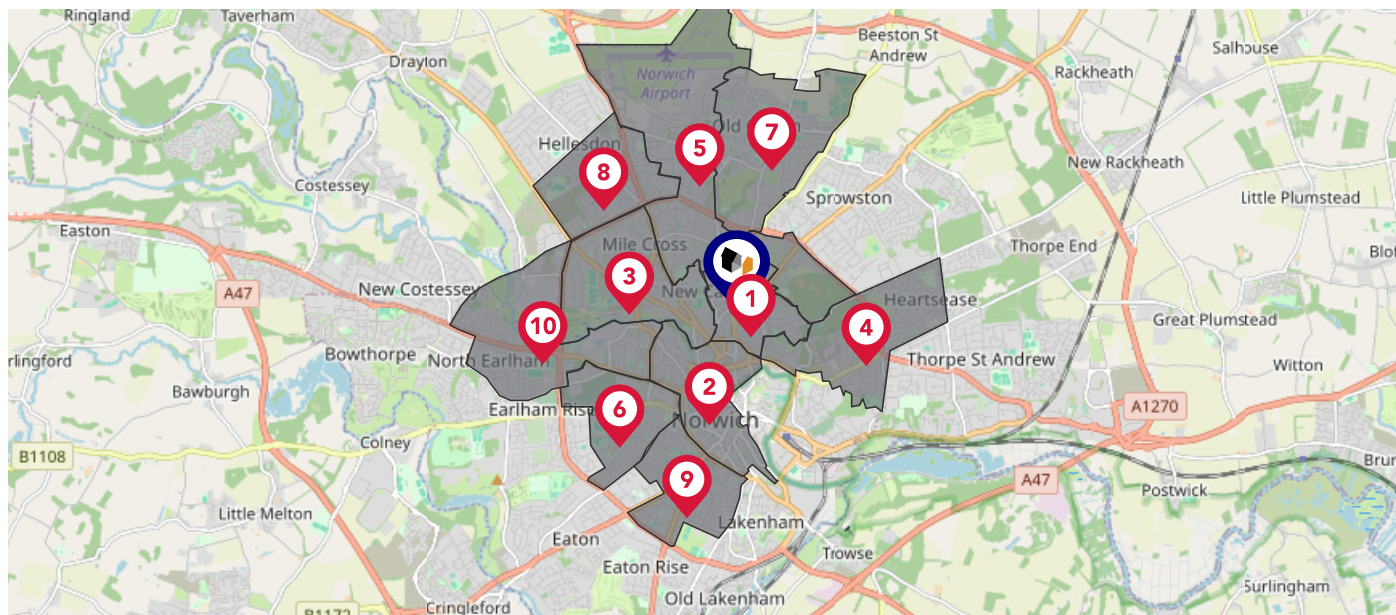 Ringland
Taverham
Beeston St
Andrew
Salhouse
Drayton
Rackheath
Norwich
Airport
7
5
Hellesdon
8
New Rackheath
Costessey
Little Plumstead
Sprowston
Easton
Mile Cross
Thorpe End
3
New
A47
New Costessey
1
Heartsease
10
4
Great Plumstead
Bowthorpe
North Earlham
Thorpe St Andrew
Witton
Bawburgh
2
A1270
6
Earlham Rise
Norwich
Colney
B1108
9
A47
Postwick
Little Melton
Lakenham
Eaton
Trowse
Eaton Rise
Surlingham
Old Lakenham
Cringleford
B1172